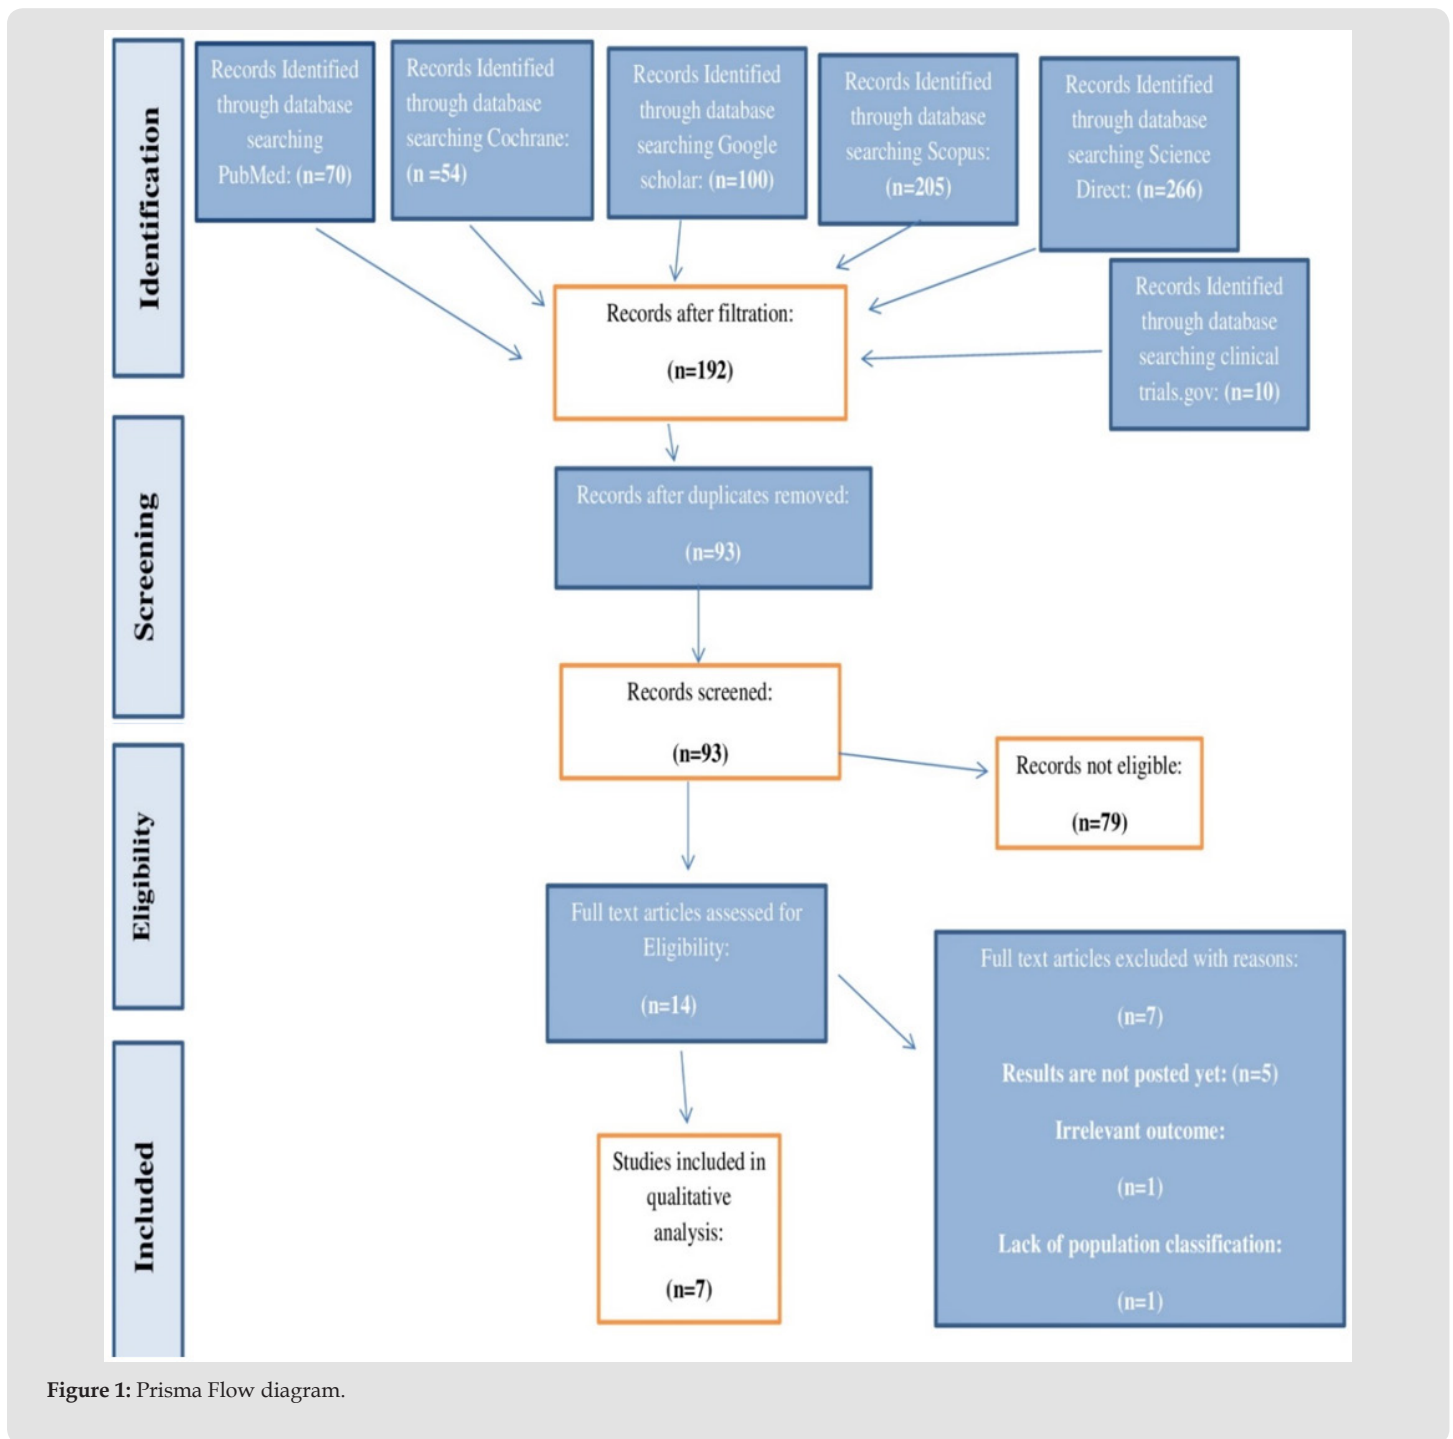 Identification
Records Identified
through database
searching
PubMed: (n=70)
Records Identified
through database
searching Cochrane:
(n =54)
Records Identified
through database
searching Google
scholar: (n=100)
Records Identified
through database
searching Scopus:
(n=205)
Records Identified
through database
searching Science
Direct: (n=266)
Records Identified
through database
searching clinical
trials.gov: (n=10)
Records after filtration:
(n=192)
Screening
Records after duplicates removed:
(n=93)
Records screened:
(n=93)
Eligibility
Records not eligible:
(n=79)
Full text articles assessed for
Eligibility:
(n=14)
Full text articles excluded with reasons:
(n=7)
Results are not posted yet: (n=5)
Irrelevant outcome:
(n=1)
Lack of population classification:
(n=1)
Included
Studies included in
qualitative
analysis:
(n=7)
Figure 1: Prisma Flow diagram.